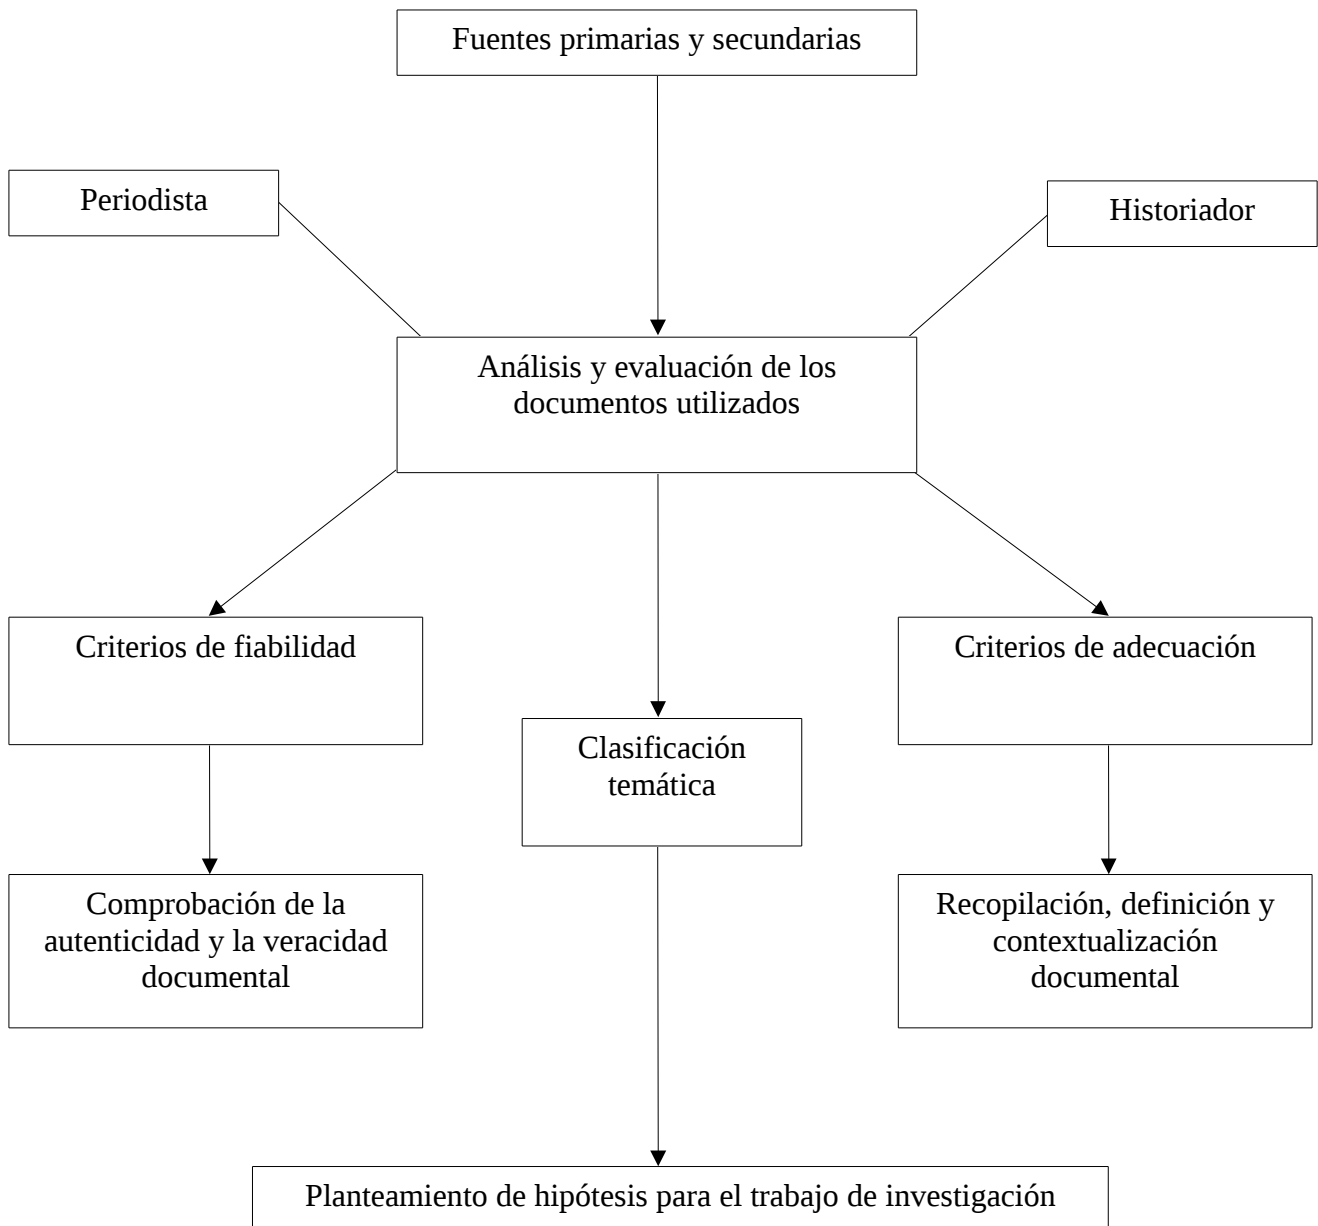 Fuentes primarias y secundarias
Periodista
Historiador
Análisis y evaluación de los
documentos utilizados
Criterios de fiabilidad
Criterios de adecuación
Clasificación
temática
Comprobación de la
autenticidad y la veracidad
documental
Recopilación, definición y
contextualización
documental
Planteamiento de hipótesis para el trabajo de investigación